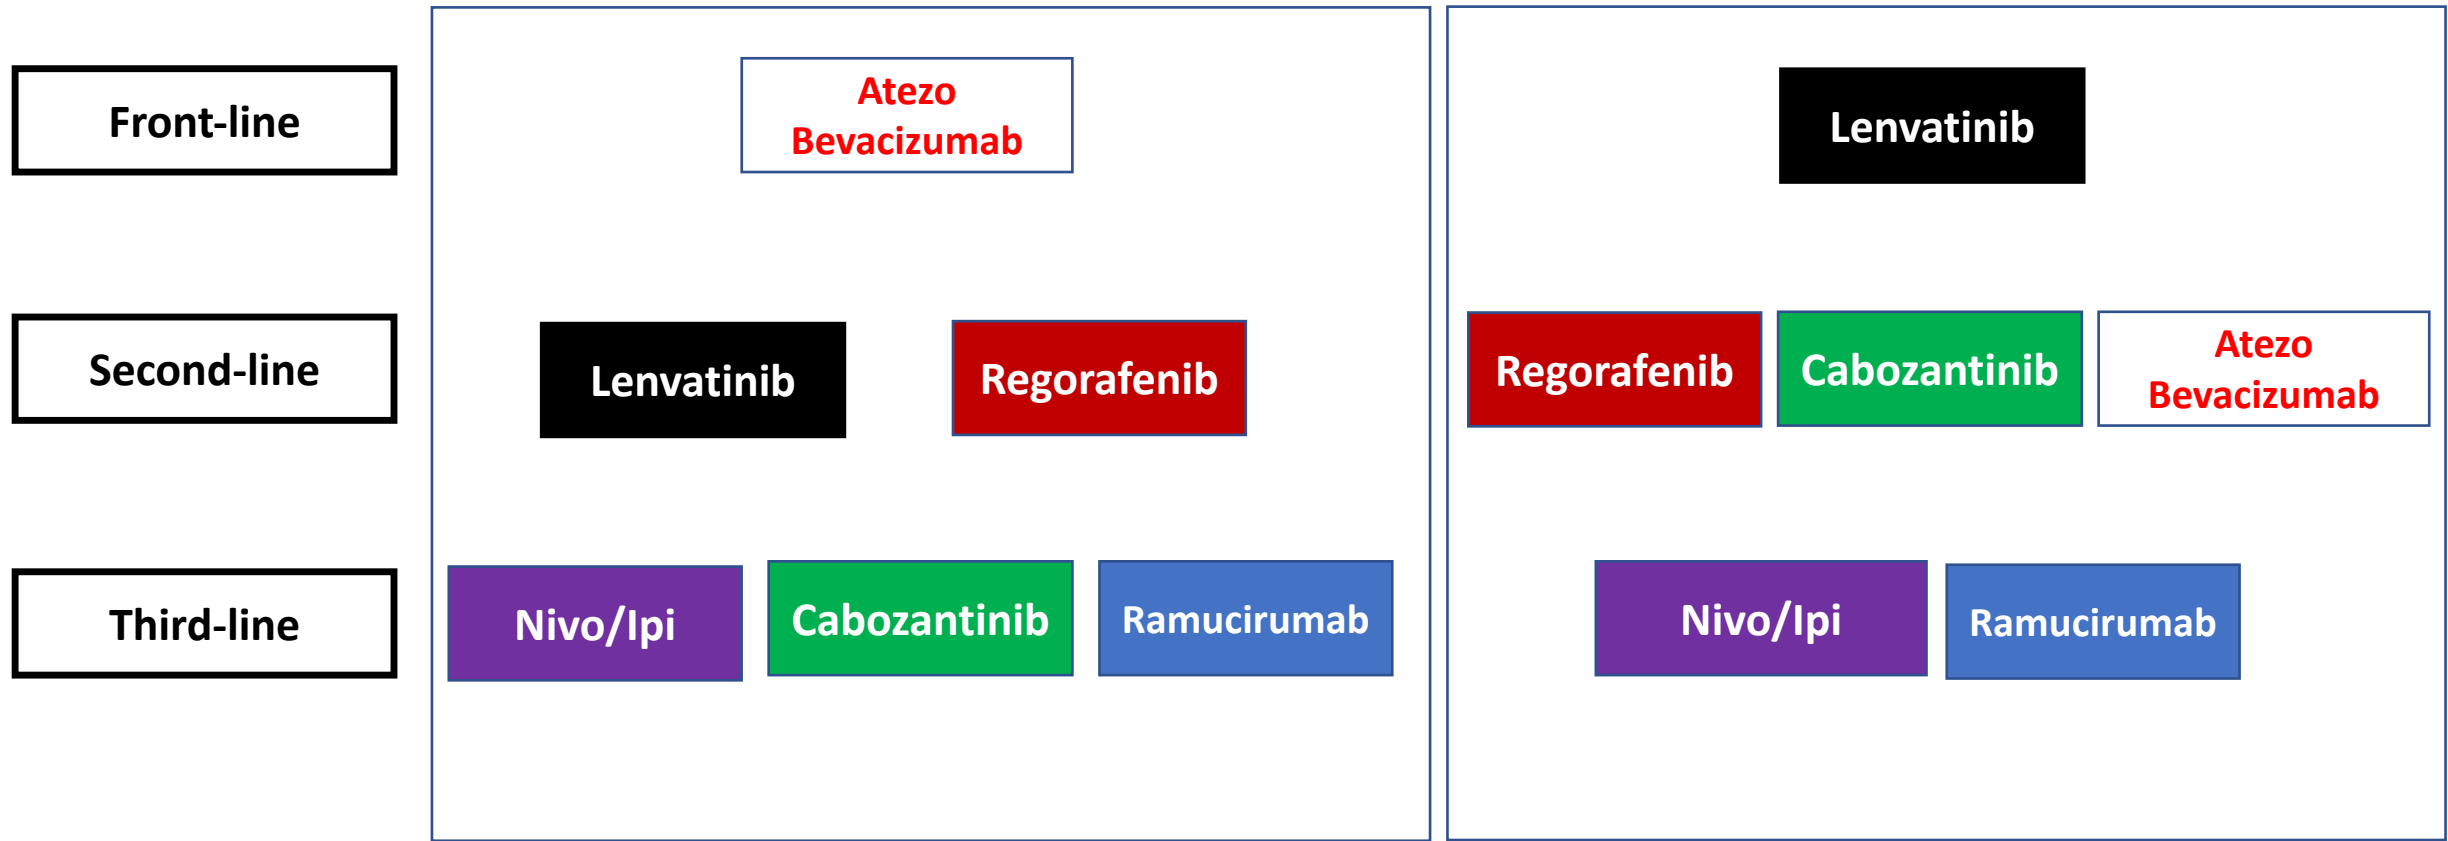 Front-line
Atezo
Bevacizumab
Lenvatinib
Second-line
Lenvatinib
Regorafenib
Regorafenib
Cabozantinib
Atezo
Bevacizumab
Third-line
Nivo/Ipi
Cabozantinib
Ramucirumab
Nivo/Ipi
Ramucirumab